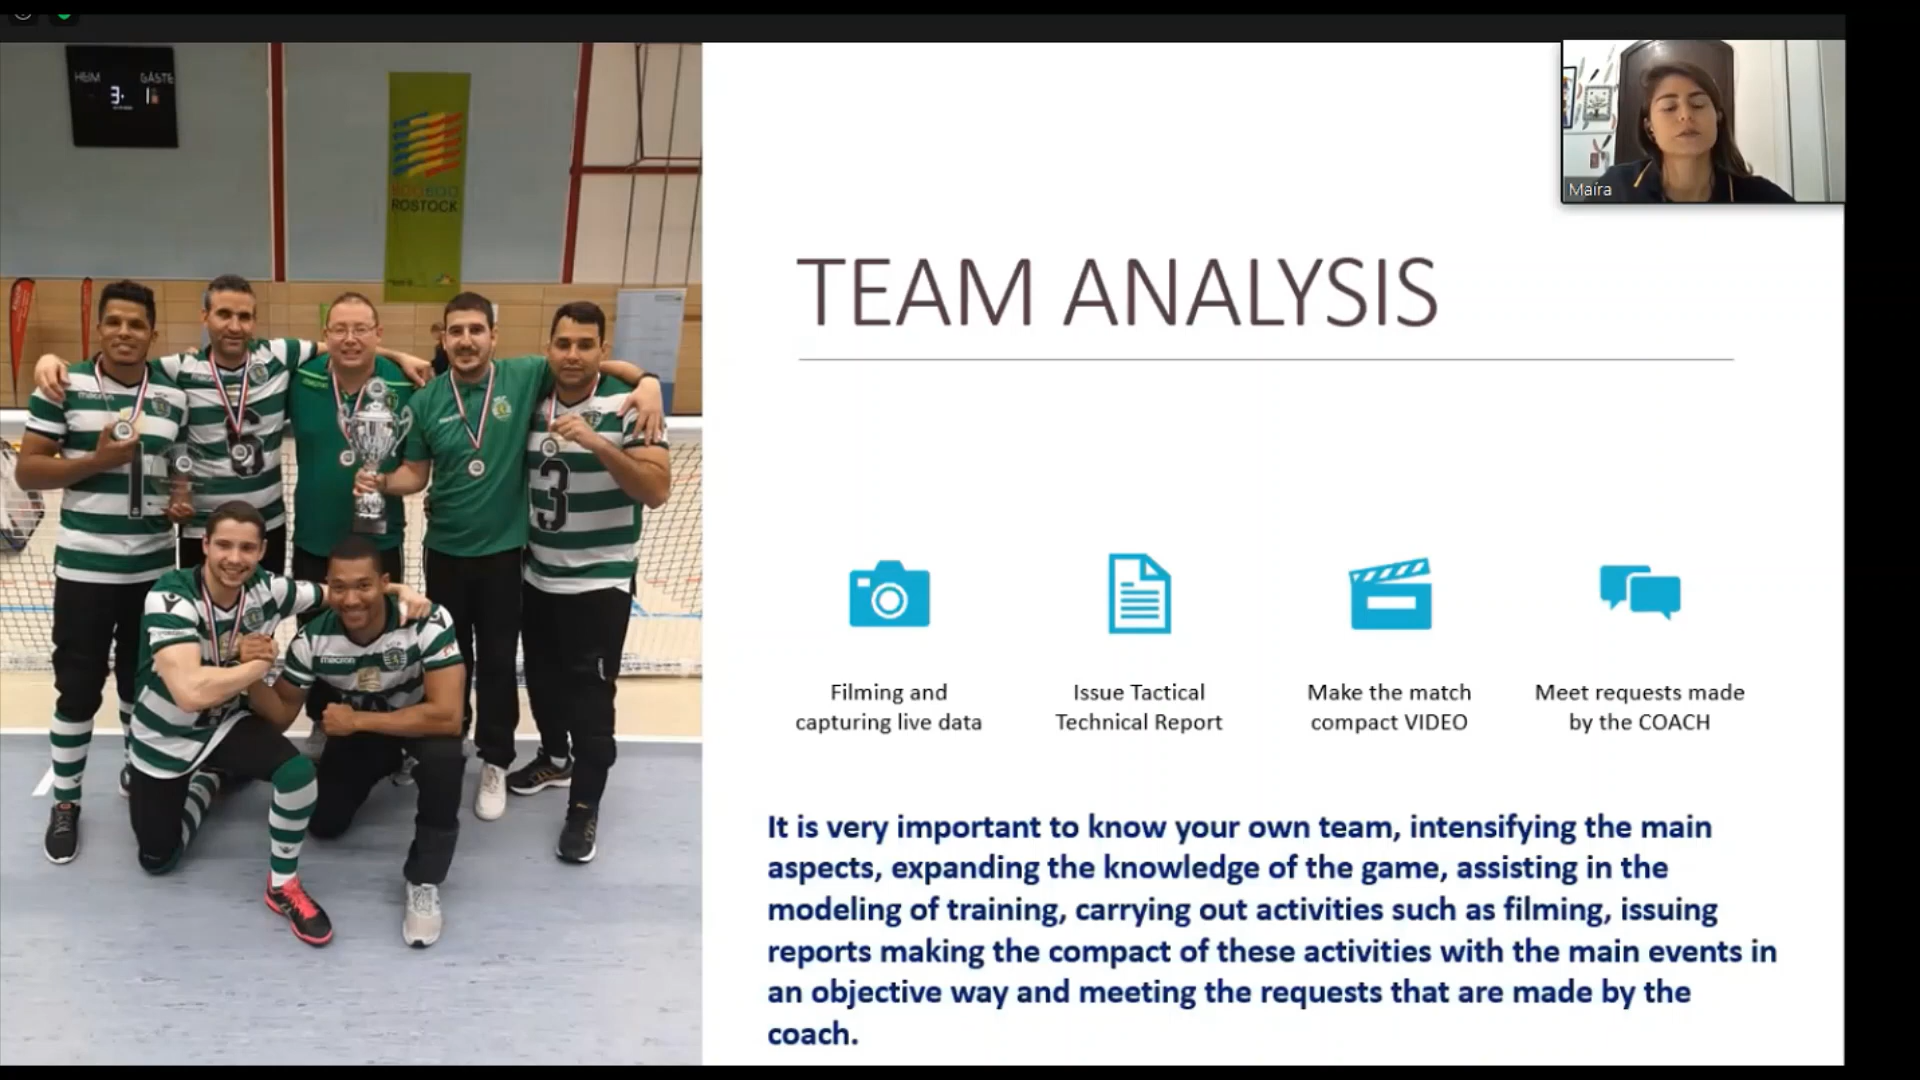 HEIM
GÄSTE
3
1
ROSTOCK
macron
6
3
macron
Maíra
TEAM ANALYSIS
Filming and
capturing live data
Issue Tactical
Technical Report
Make the match
compact VIDEO
Meet requests made
by the COACH
It is very important to know your own team, intensifying the main
aspects, expanding the knowledge of the game, assisting in the
modeling of training, carrying out activities such as filming, issuing
reports making the compact of these activities with the main events in
an objective way and meeting the requests that are made by the
coach.